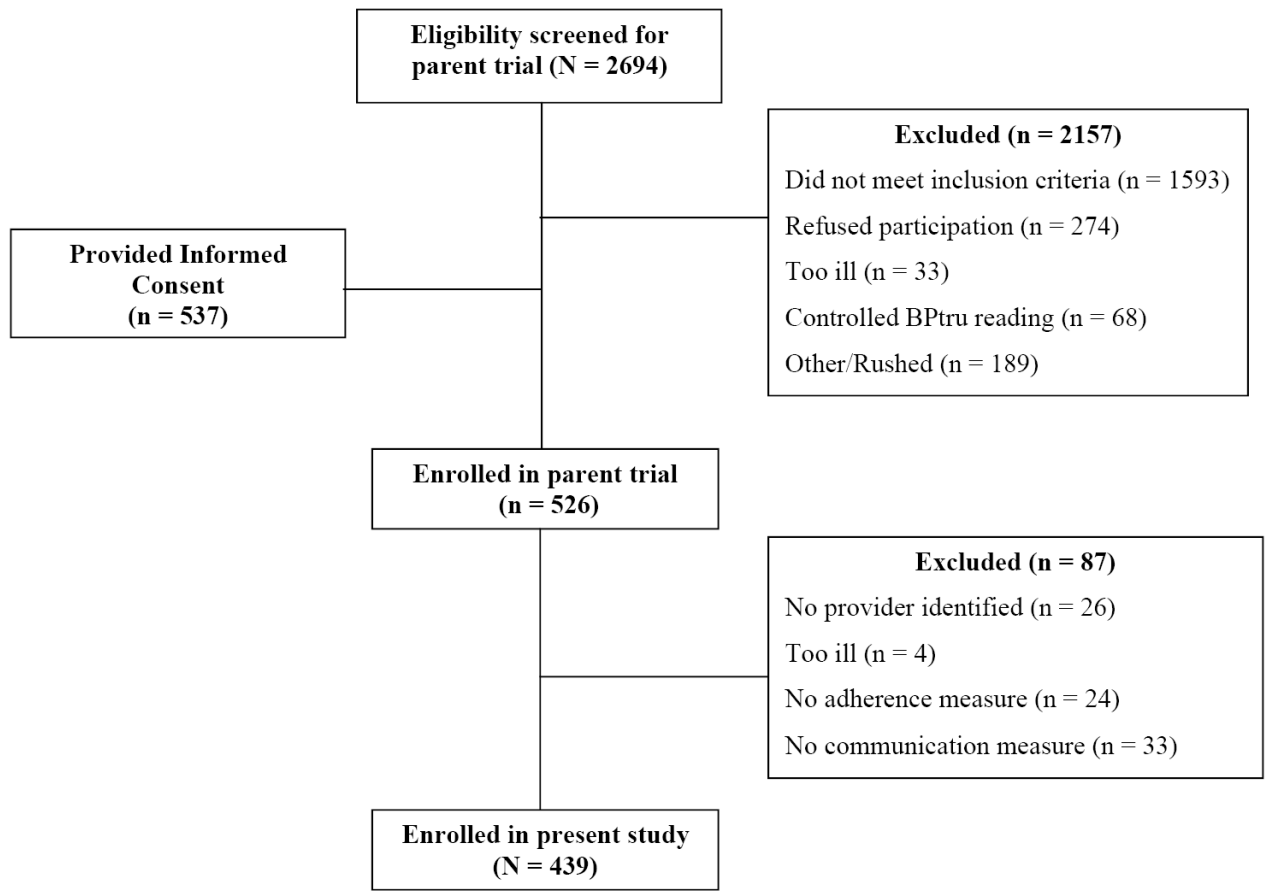 Eligibility screened for
parent trial (N = 2694)
Excluded (n = 2157)
Did not meet inclusion criteria (n = 1593)
Refused participation (n = 274)
Too ill (n = 33)
Controlled BPtru reading (n = 68)
Other/Rushed (n = 189)
Provided Informed
Consent
(n = 537)
Enrolled in parent trial
(n = 526)
Excluded (n = 87)
No provider identified (n = 26)
Too ill (n = 4)
No adherence measure (n = 24)
No communication measure (n = 33)
Enrolled in present study
(N = 439)